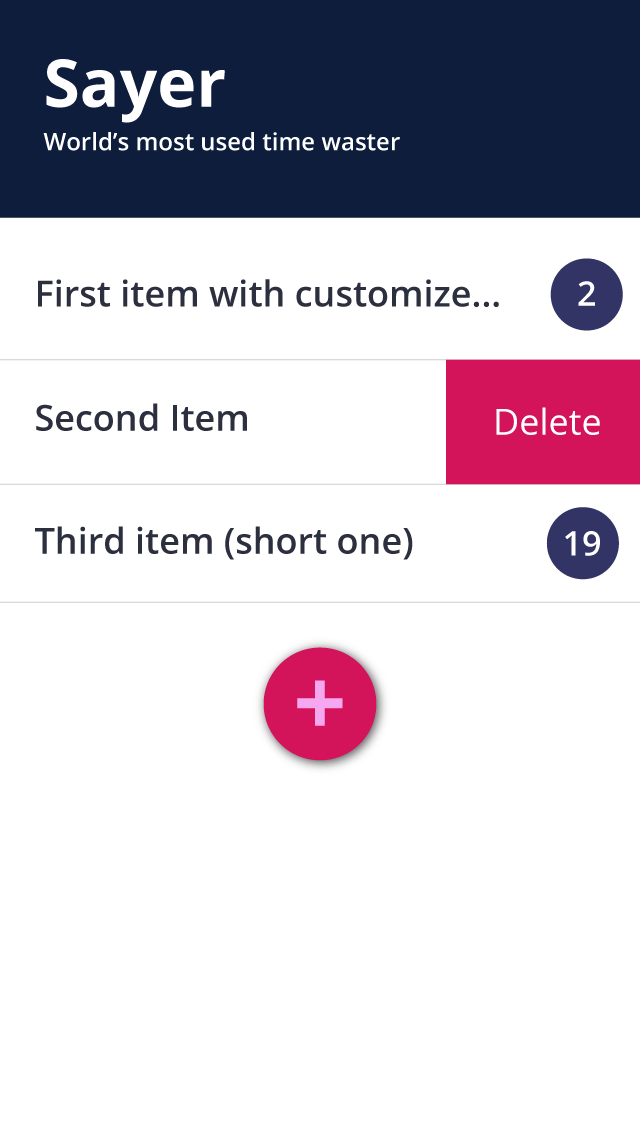 Sayer
World’s most used time waster
First item with customize...
2
Second Item
Delete
Third item (short one)
19
+